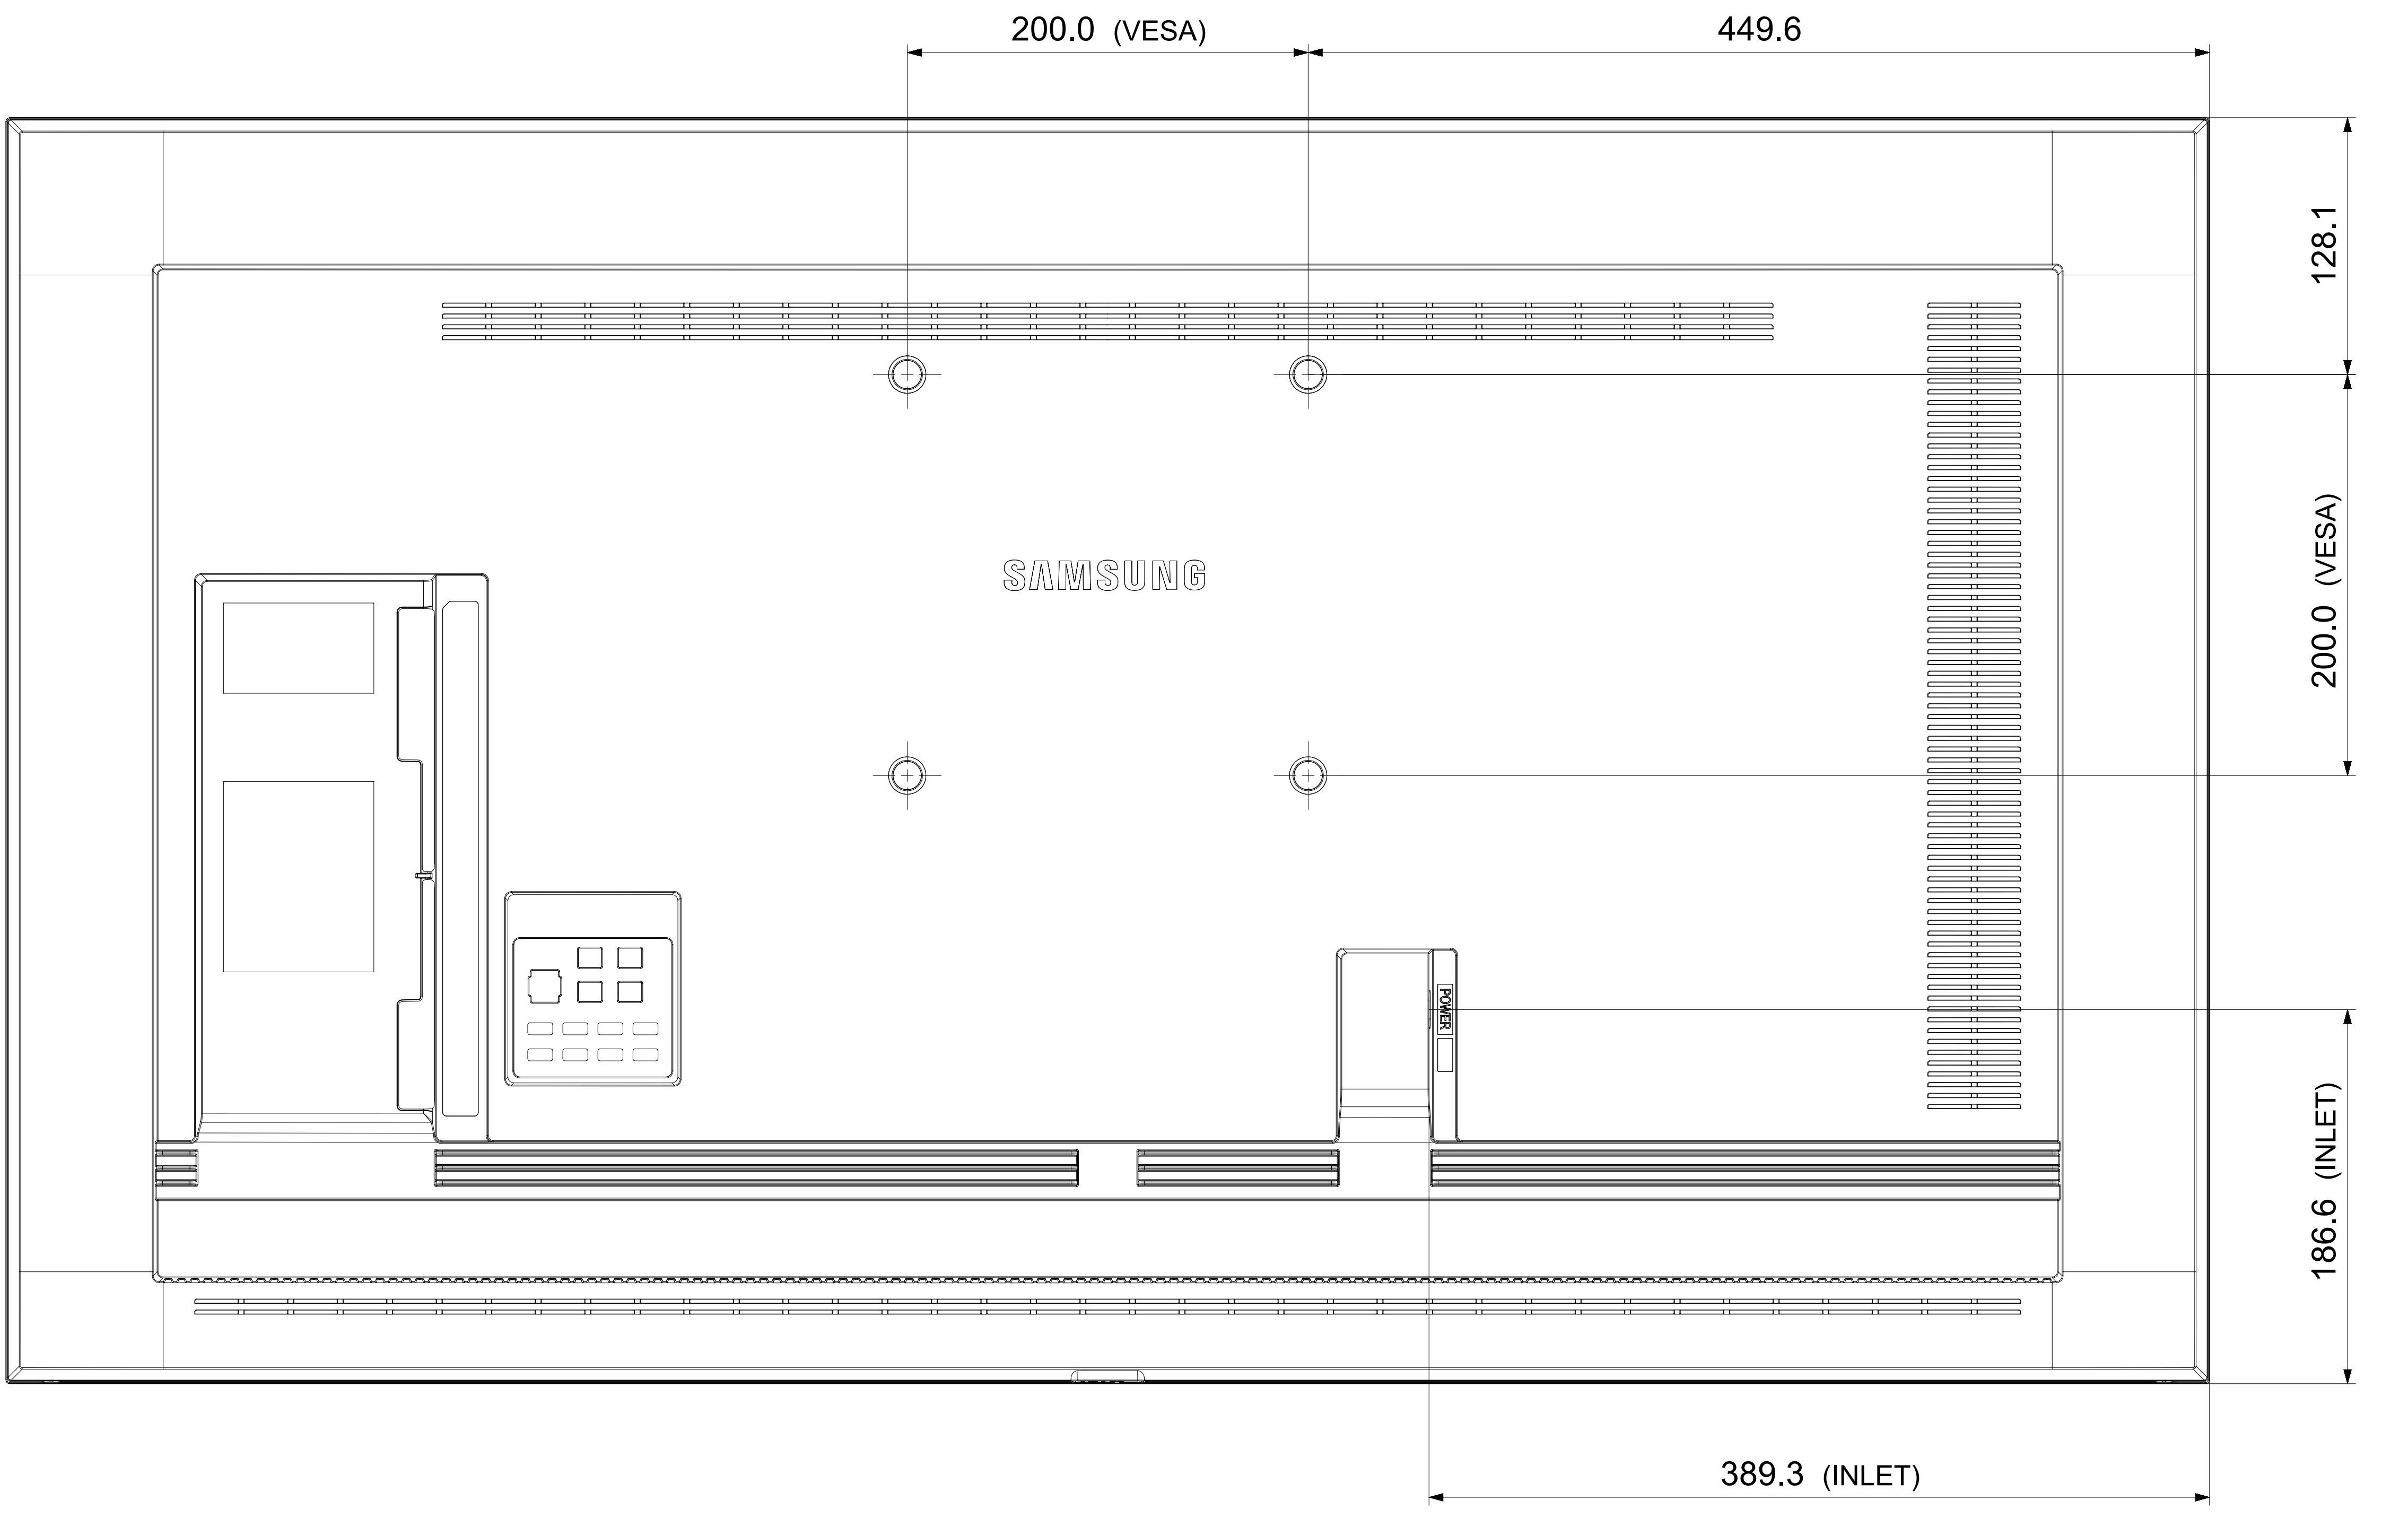 200.0 (VESA)
449.6
128.1
200.0 (VESA)
SAMSUNG
POWER
186.6 (INLET)
389.3 (INLET)